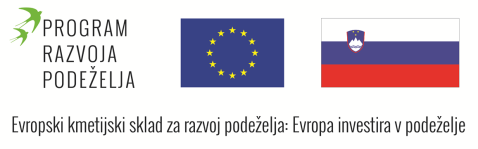 PROGRAM
RAZVOJA
PODEŽELJA
Evropski kmetijski sklad za razvoj podeželja: Evropa investira v podeželje